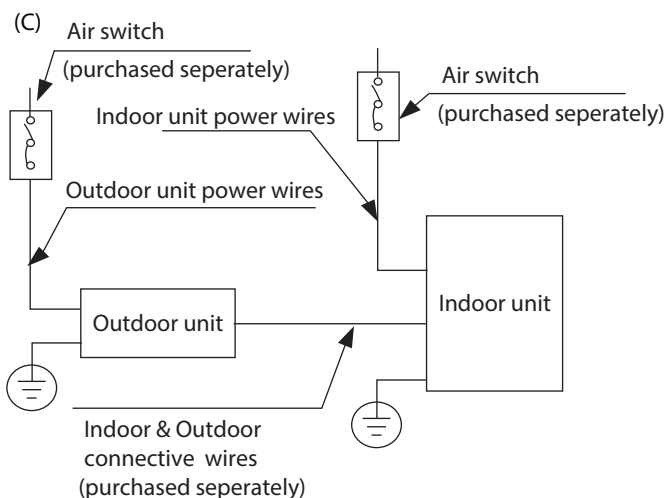 (C)
Air switch
(purchased seperately)
Air switch
(purchased seperately)
Indoor unit power wires
Outdoor unit power wires
Outdoor unit
Indoor unit
Indoor & Outdoor
connective wires
(purchased seperately)